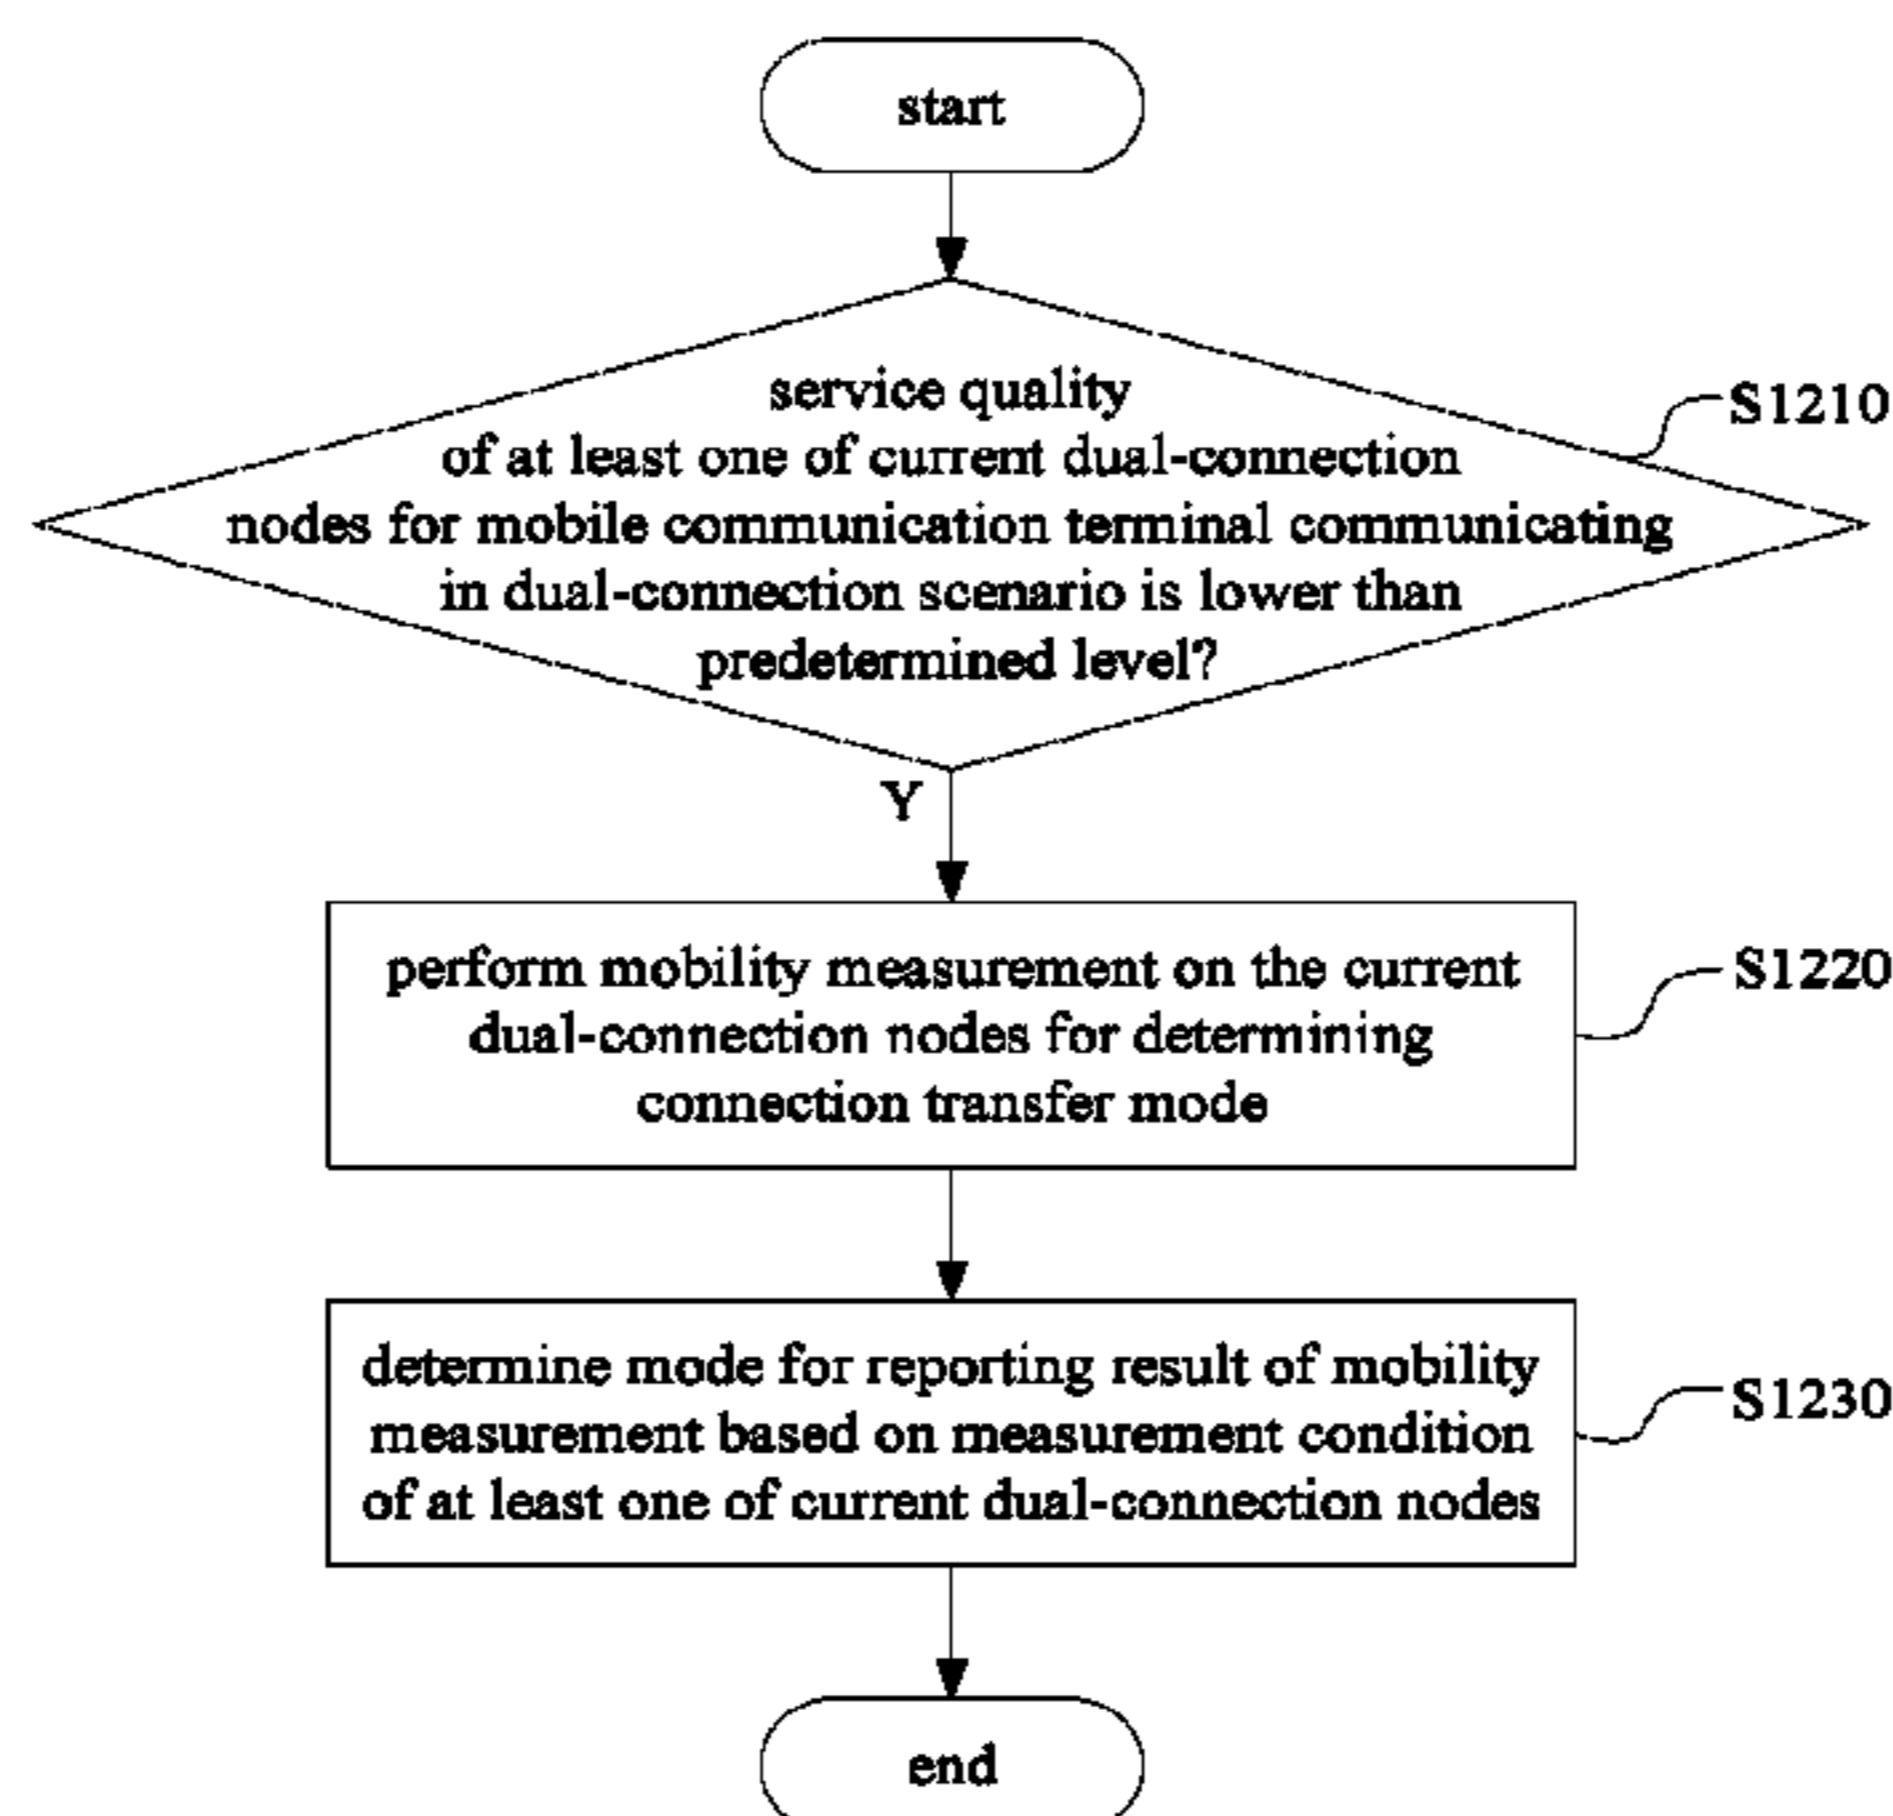 start
service quality
of at least one of current dual-connection
nodes for mobile communication terminal communicating
in dual-connection scenario is lower than
predetermined level?
S1210
Y
perform mobility measurement on the current
dual-connection nodes for determining
connection transfer mode
S1220
determine mode for reporting result of mobility
measurement based on measurement condition
of at least one of current dual-connection nodes
S1230
end